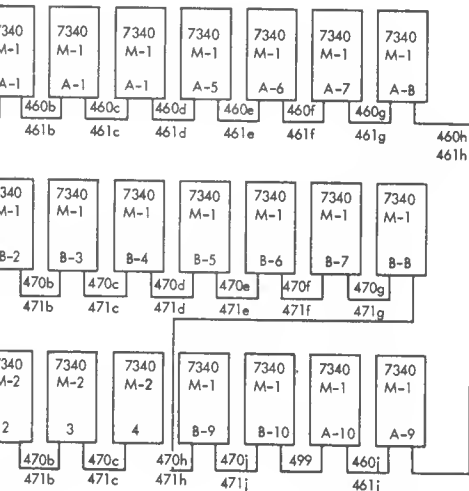 7340 7340 7340 7340 7340 7340 7340
M-1 M-1 M-1 M-1 M-1 M-1 M-1
A-1 A-1 A-1 A-5 A-6 A-7 A-8
460b 460c 460d 460e 460f 460g
461b 461c 461d 461e 461f 461g
460h
461h
7340 7340 7340 7340 7340 7340 7340
M-1 M-1 M-1 M-1 M-1 M-1 M-1
B-2 B-3 B-4 B-5 B-6 B-7 B-8
470b 470c 470d 470e 470f 470g
471b 471c 471d 471e 471f 471g
7340 7340 7340 7340 7340 7340 7340
M-2 M-2 M-2 M-1 M-1 M-1 M-1
2 3 4 B-9 B-10 A-10 A-9
470b 470c 470h 470j 499 460j
471b 471c 471h 471j 461j